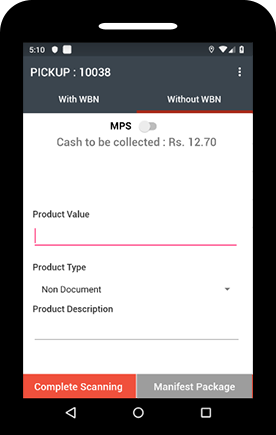 5:10
PICKUP : 10038
With WBN
Without WBN
MPS
Cash to be collected : Rs. 12.70
Product Value
Product Type
Non Document
Product Description
Complete Scanning
Manifest Package